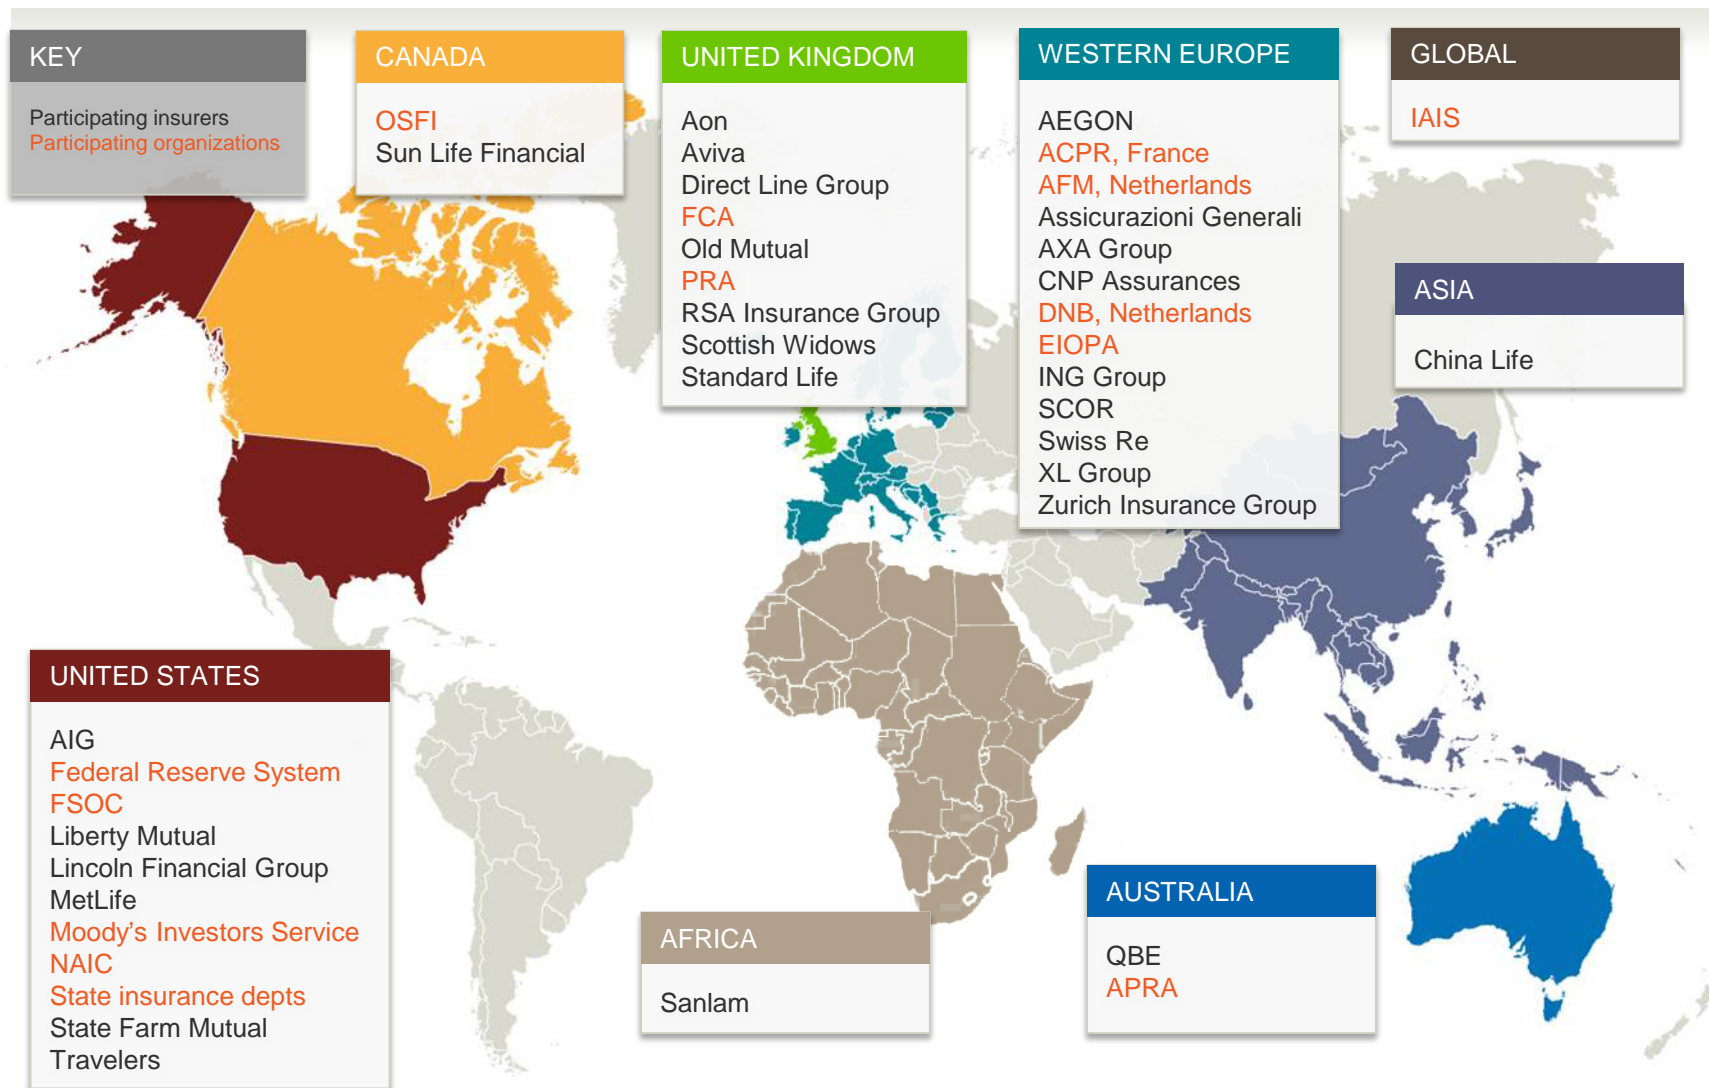 KEY
Participating insurers
Participating organizations
CANADA
OSFI
Sun Life Financial
UNITED KINGDOM
Aon
Aviva
Direct Line Group
FCA
Old Mutual
PRA
RSA Insurance Group
Scottish Widows
Standard Life
WESTERN EUROPE
AEGON
ACPR, France
AFM, Netherlands
Assicurazioni Generali
AXA Group
CNP Assurances
DNB, Netherlands
EIOPA
ING Group
SCOR
Swiss Re
XL Group
Zurich Insurance Group
GLOBAL
IAIS
ASIA
China Life
UNITED STATES
AIG
Federal Reserve System
FSOC
Liberty Mutual
Lincoln Financial Group
MetLife
Moody’s Investors Service
NAIC
State insurance depts
State Farm Mutual
Travelers
AFRICA
Sanlam
AUSTRALIA
QBE
APRA